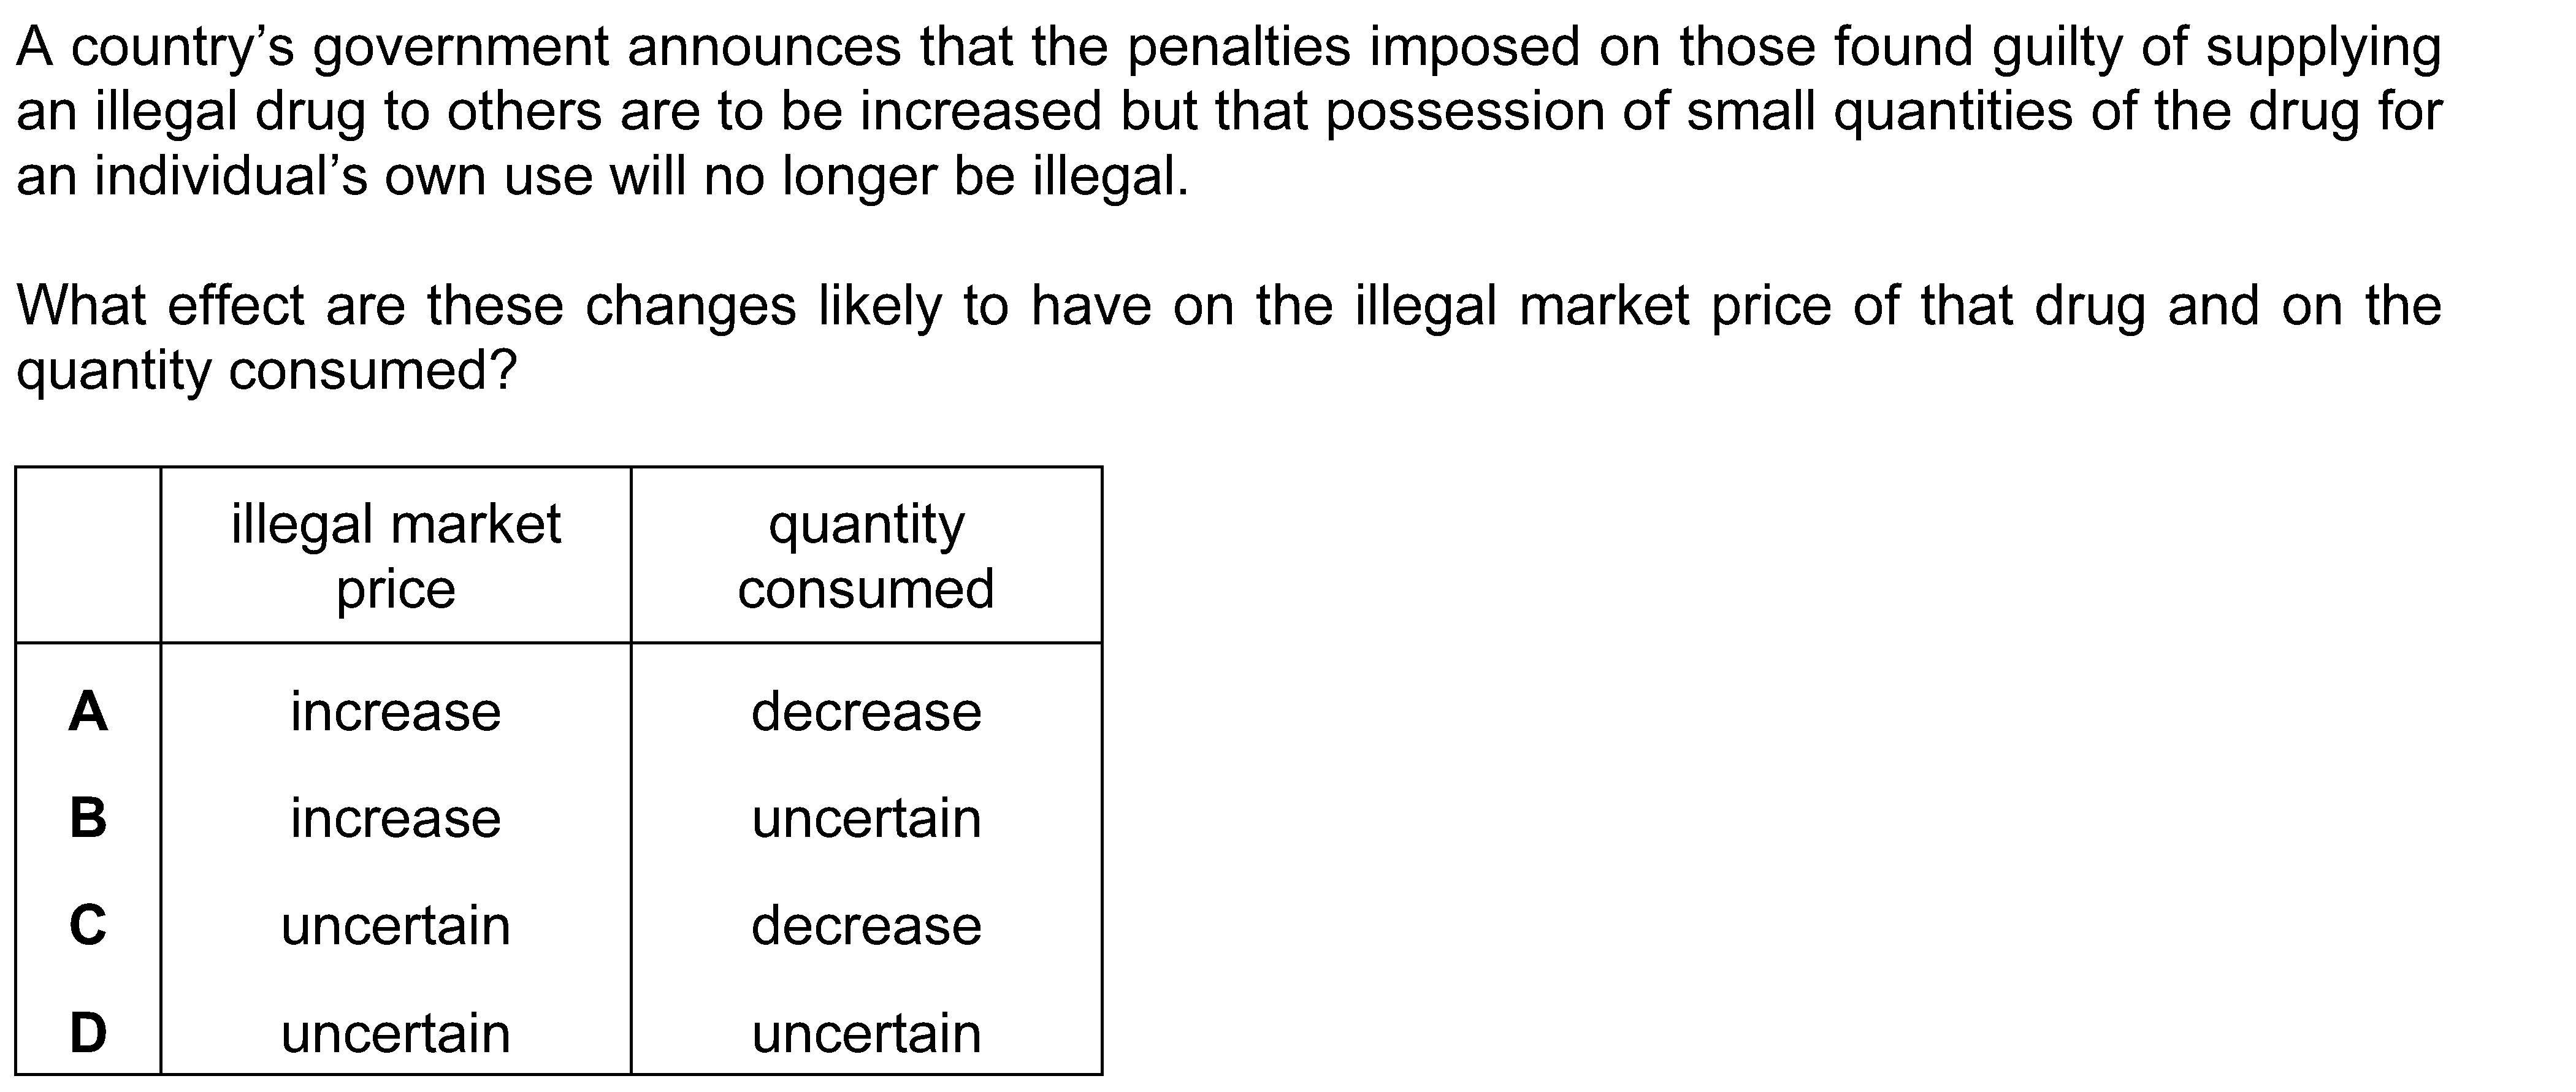 A country’s government announces that the penalties imposed on those found guilty of supplying
an illegal drug to others are to be increased but that possession of small quantities of the drug for
an individual’s own use will no longer be illegal.
What effect are these changes likely to have on the illegal market price of that drug and on the
quantity consumed?
illegal market price quantity consumed
A increase decrease
B increase uncertain
C uncertain decrease
D uncertain uncertain